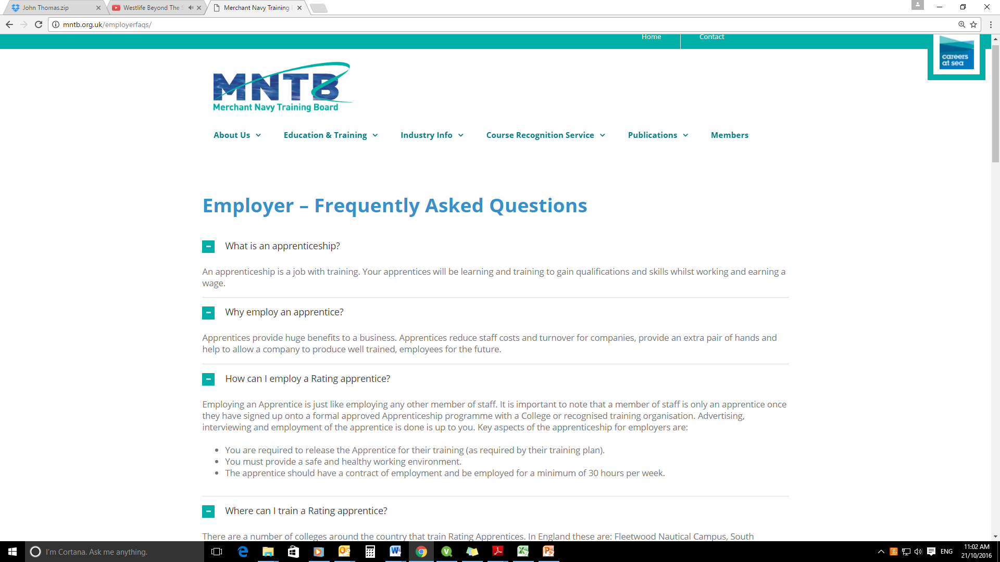 John Thomas.zip
Westlife Beyond The S
Merchant Navy Training
mntb.org.uk/employerfaqs/
Home
Contact
careers
at sea
MNTB
Merchant Navy Training Board
About Us
Education & Training
Industry Info
Course Recognition Service
Publications
Members
Employer – Frequently Asked Questions
What is an apprenticeship?
An apprenticeship is a job with training. Your apprentices will be learning and training to gain qualifications and skills whilst working and earning a
wage.
Why employ an apprentice?
Apprentices provide huge benefits to a business. Apprentices reduce staff costs and turnover for companies, provide an extra pair of hands and
help to allow a company to produce well trained, employees for the future.
How can I employ a Rating apprentice?
Employing an Apprentice is just like employing any other member of staff. It is important to note that a member of staff is only an apprentice once
they have signed up onto a formal approved Apprenticeship programme with a College or recognised training organisation. Advertising,
interviewing and employment of the apprentice is done is up to you. Key aspects of the apprenticeship for employers are:
• You are required to release the Apprentice for their training (as required by their training plan).
• You must provide a safe and healthy working environment.
• The apprentice should have a contract of employment and be employed for a minimum of 30 hours per week.
Where can I train a Rating apprentice?
There are a number of colleges around the country that train Rating Apprentices. In England these are: Fleetwood Nautical Campus, South
I'm Cortana. Ask me anything.
ENG
11:02 AM
21/10/2016